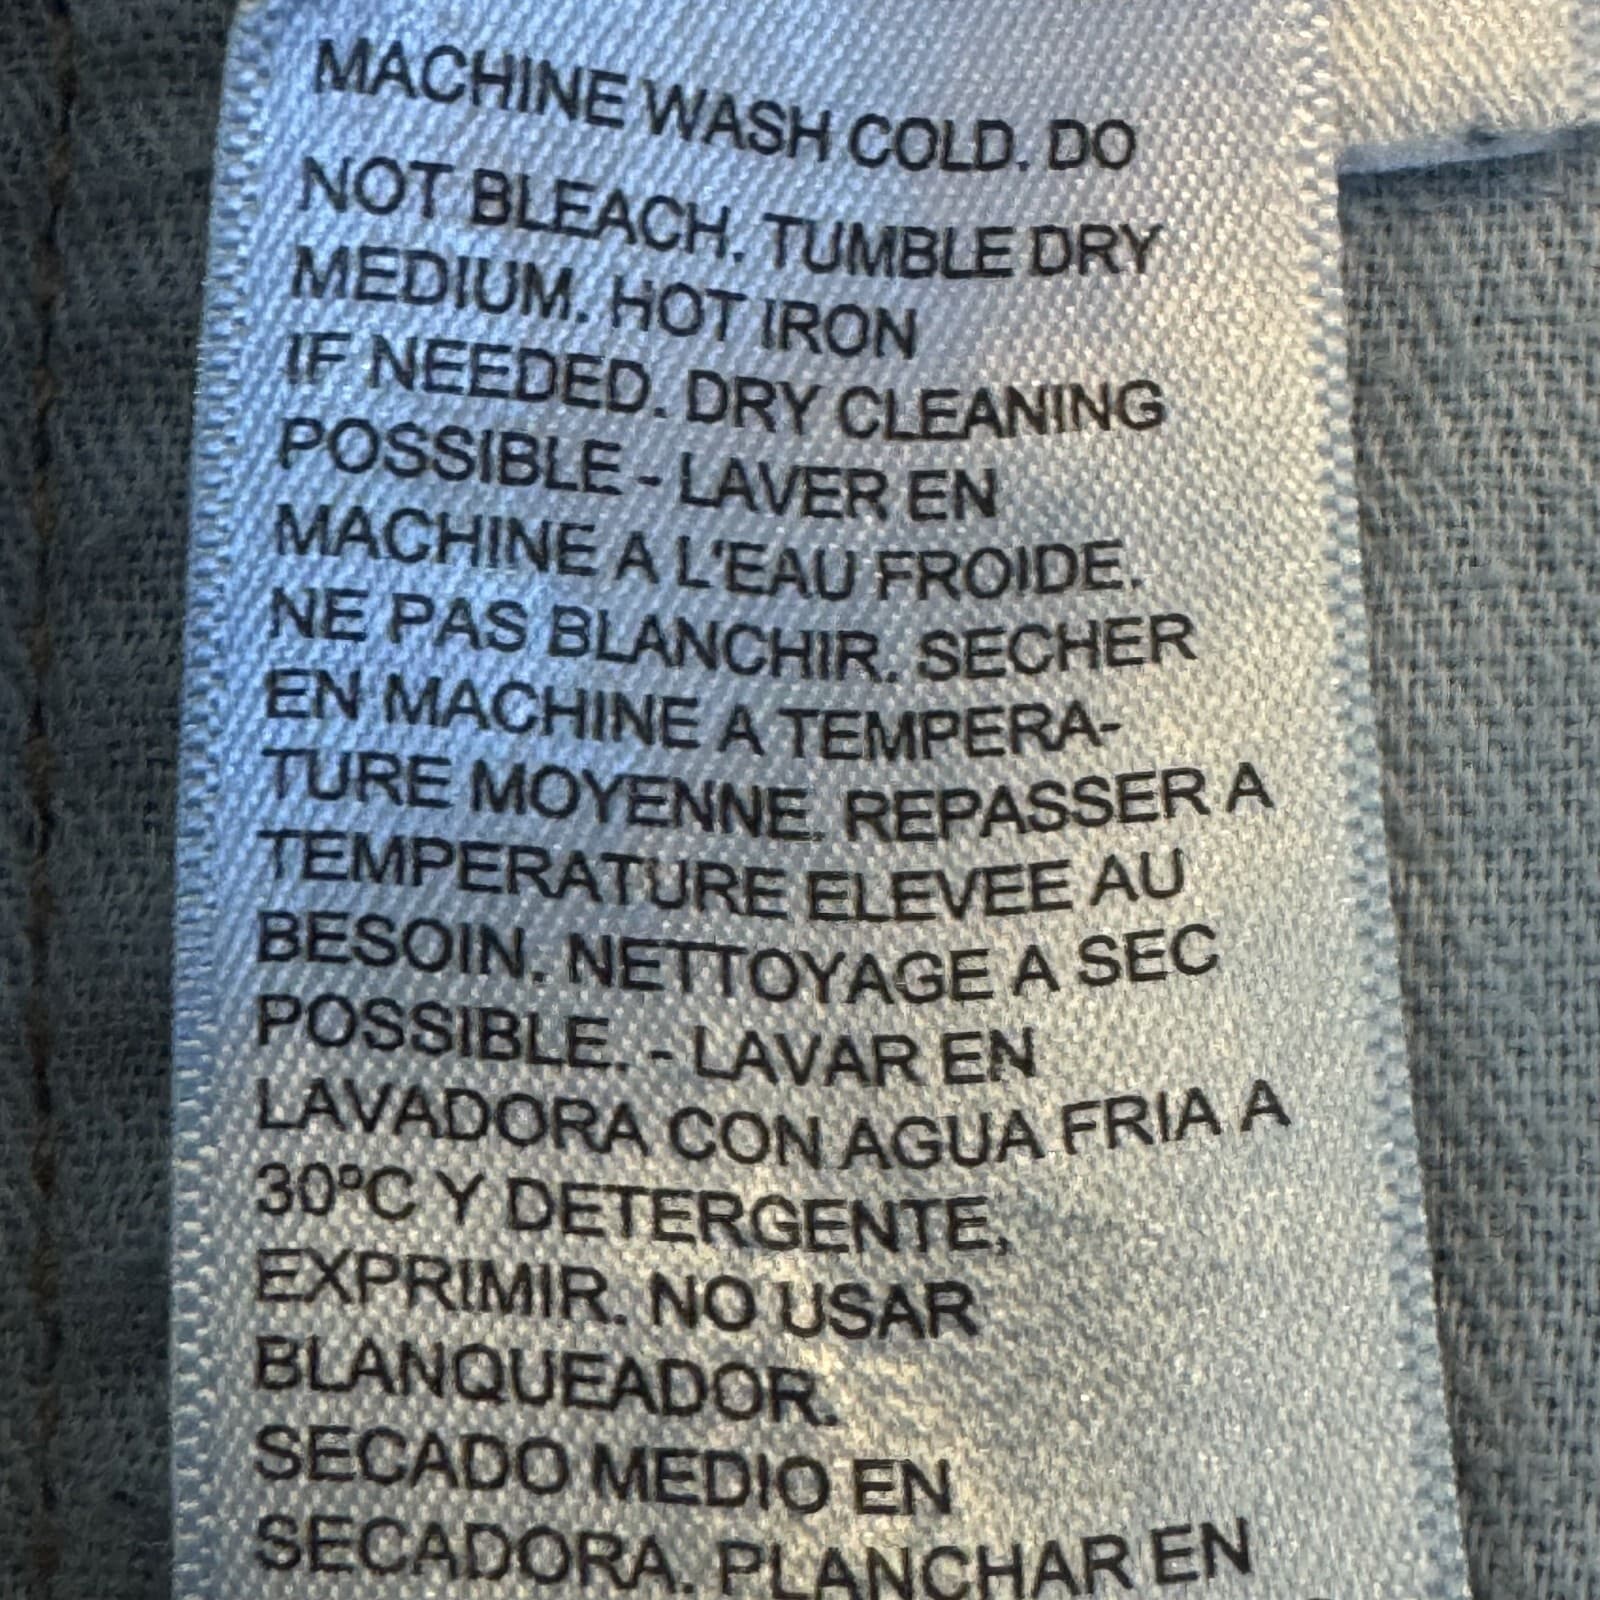 MACHINE WASH COLD. DO
NOT BLEACH. TUMBLE DRY
MEDIUM. HOT IRON
IF NEEDED. DRY CLEANING
POSSIBLE - LAVER EN
MACHINE A L'EAU FROIDE.
NE PAS BLANCHIR. SECHER
EN MACHINE A TEMPERA-
TURE MOYENNE. REPASSER A
TEMPERATURE ELEVEE AU
BESOIN. NETTOYAGE A SEC
POSSIBLE. - LAVAR EN
LAVADORA CON AGUA FRIA A
30ºC Y DETERGENTE,
EXPRIMIR. NO USAR
BLANQUEADOR.
SECADO MEDIO EN
SECADORA. PLANCHAR EN